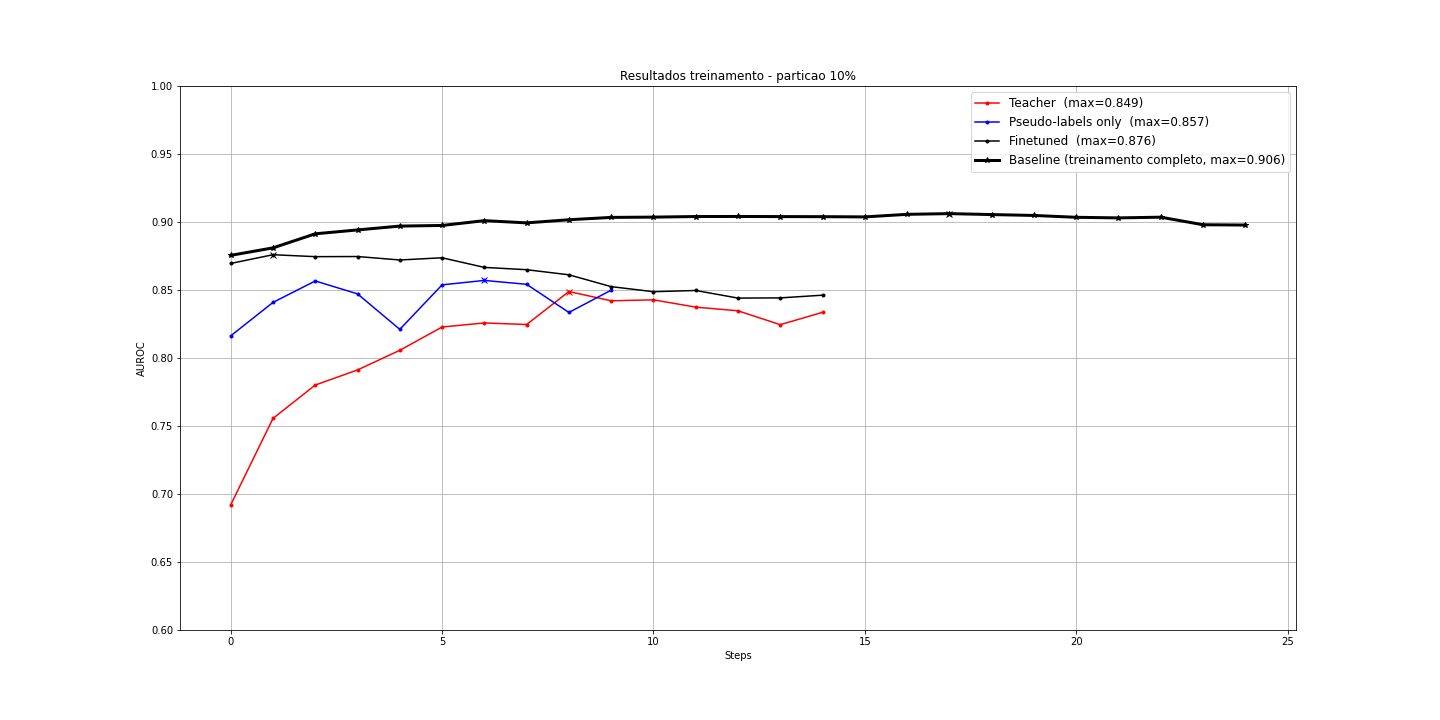 Resultados treinamento - particao 10%
1.00
0.95
0.90
0.85
0.80
0.75
0.70
0.65
0.60
AUROC
Teacher (max=0.849)
Pseudo-labels only (max=0.857)
Finetuned (max=0.876)
Baseline (treinamento completo, max=0.906)
0 5 10 15 20 25
Steps